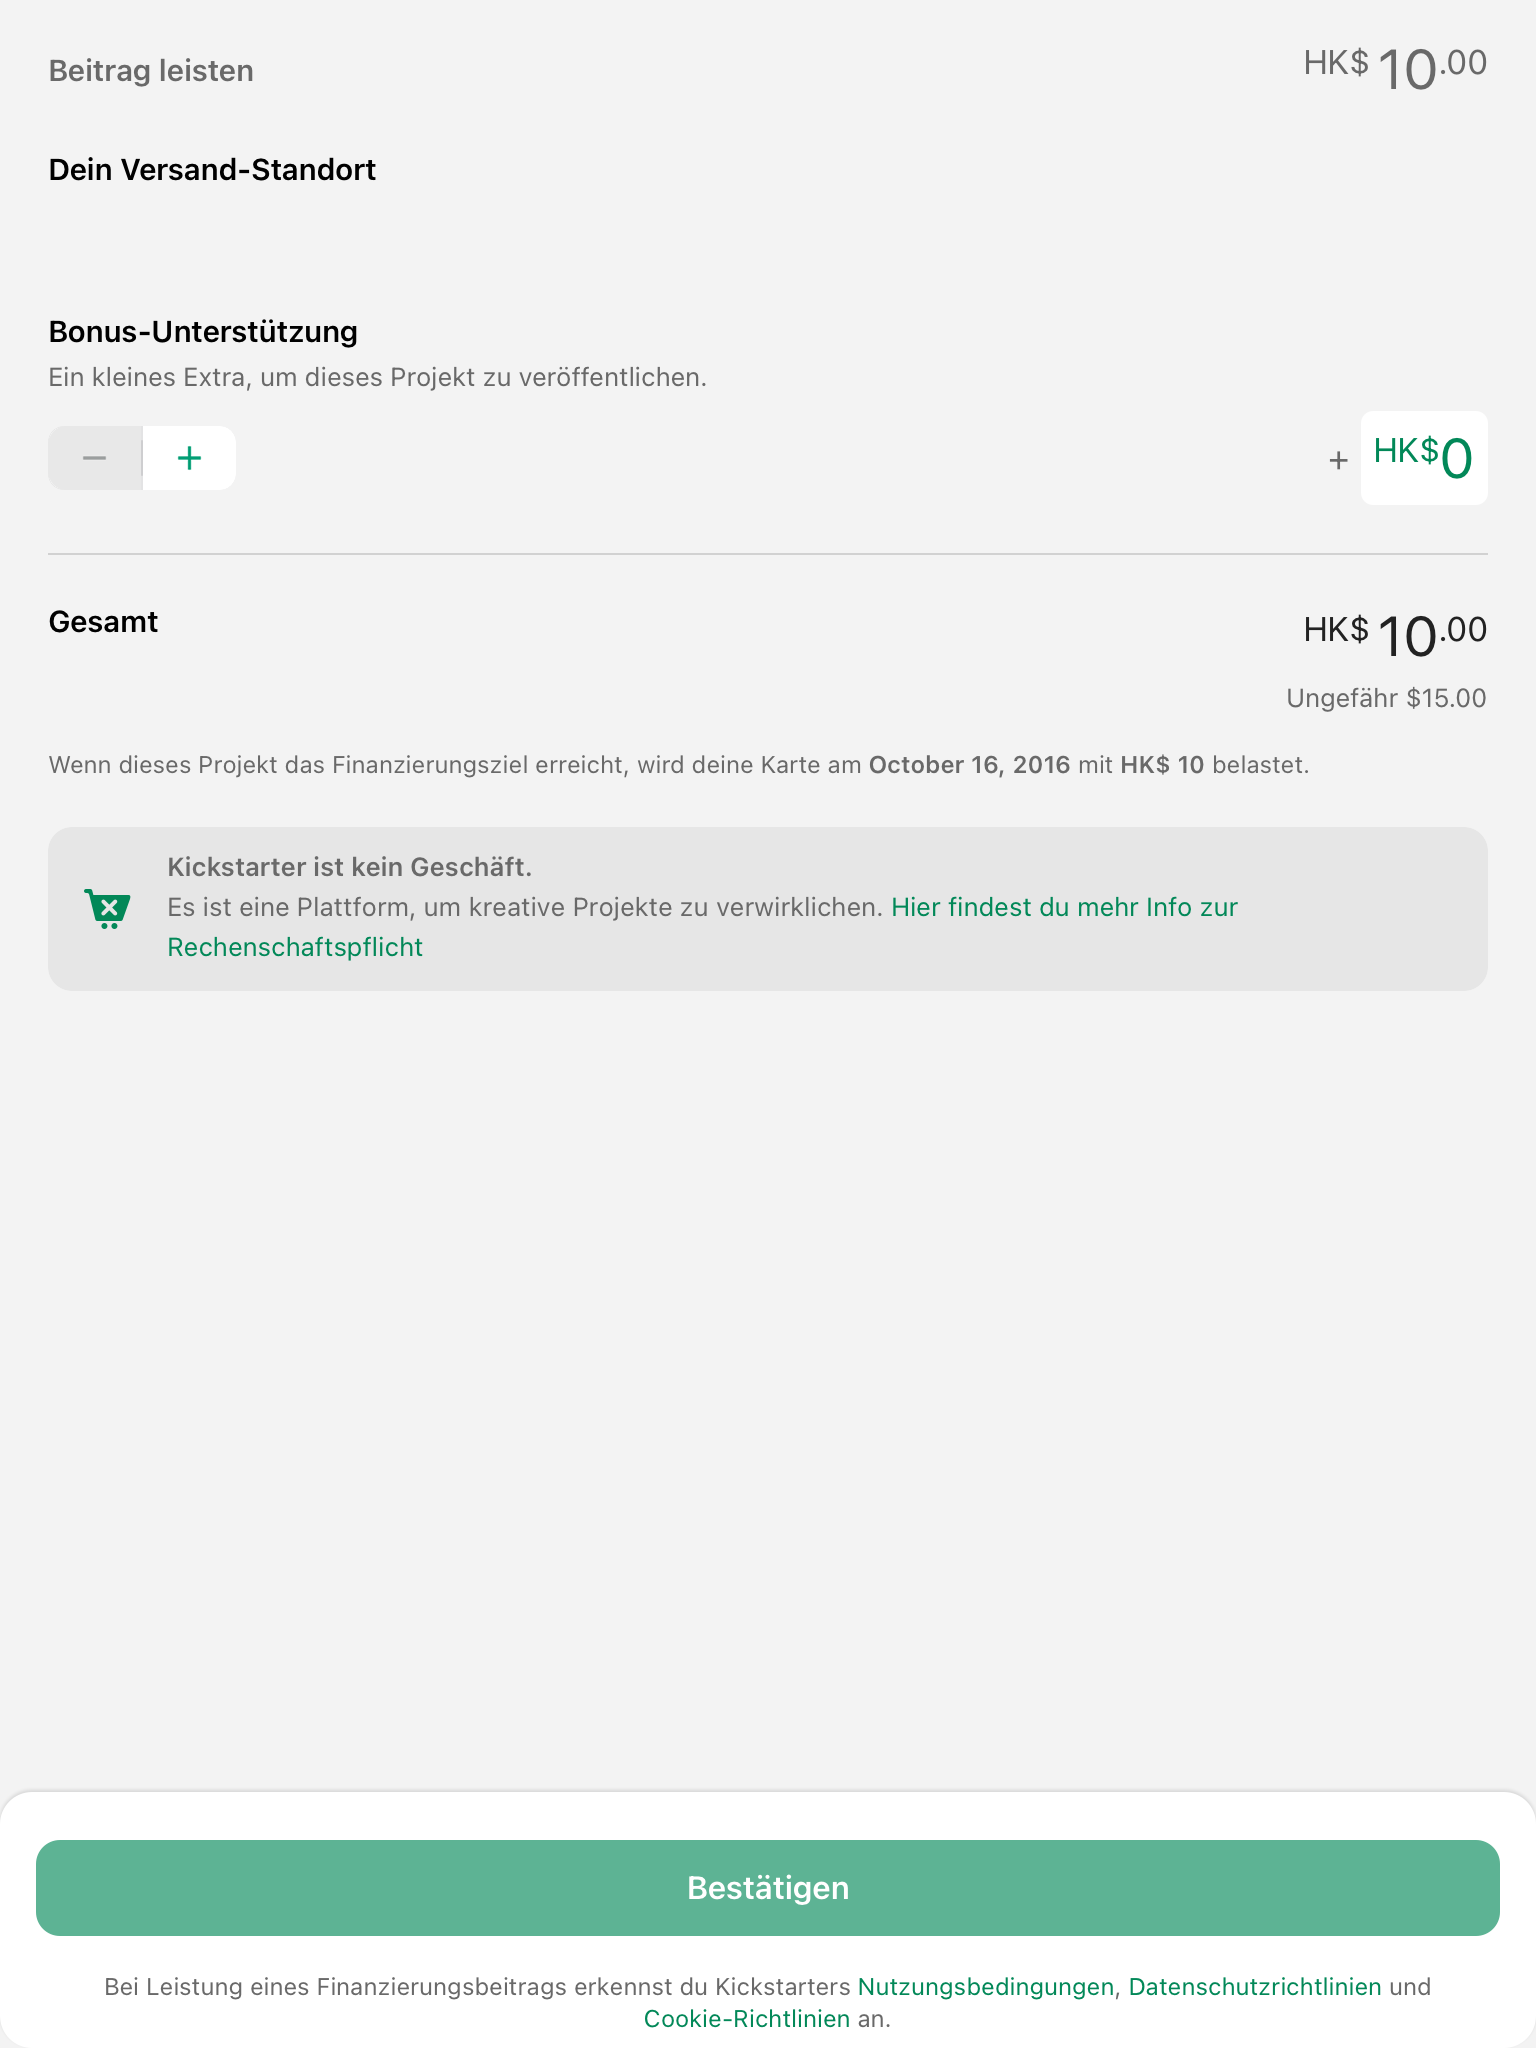 Beitrag leisten HK$ 10.00
Dein Versand-Standort
Bonus-Unterstützung
Ein kleines Extra, um dieses Projekt zu veröffentlichen.
− + + HK$0
Gesamt HK$ 10.00
Ungefähr $15.00
Wenn dieses Projekt das Finanzierungsziel erreicht, wird deine Karte am October 16, 2016 mit HK$ 10 belastet.
Kickstarter ist kein Geschäft.
Es ist eine Plattform, um kreative Projekte zu verwirklichen. Hier findest du mehr Info zur
Rechenschaftspflicht
Bestätigen
Bei Leistung eines Finanzierungsbeitrags erkennst du Kickstarters Nutzungsbedingungen, Datenschutzrichtlinien und
Cookie-Richtlinien an.